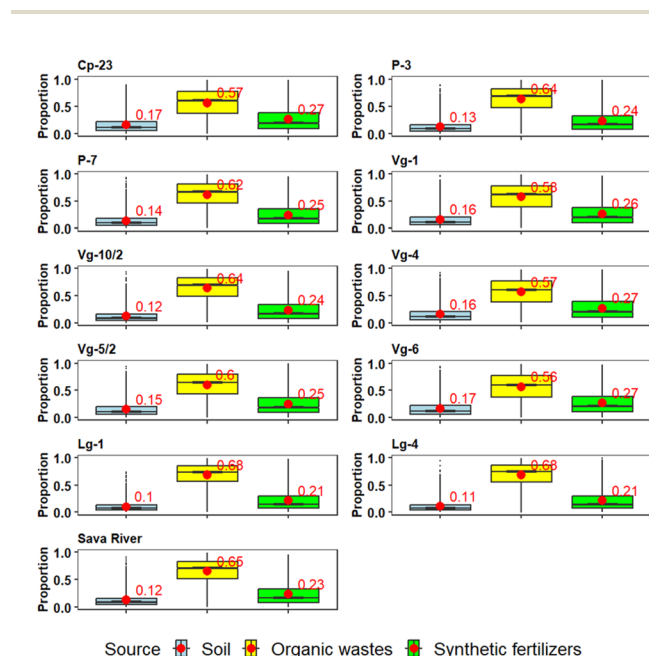 Cp-23
P-3
Proportion 1.0 0.5 0.0 0.17 0.57 0.27
Proportion 1.0 0.5 0.0 0.13 0.64 0.24
P-7
Vg-1
Proportion 1.0 0.5 0.0 0.14 0.62 0.25
Proportion 1.0 0.5 0.0 0.16 0.58 0.26
Vg-10/2
Vg-4
Proportion 1.0 0.5 0.0 0.12 0.64 0.24
Proportion 1.0 0.5 0.0 0.16 0.57 0.27
Vg-5/2
Vg-6
Proportion 1.0 0.5 0.0 0.15 0.6 0.25
Proportion 1.0 0.5 0.0 0.17 0.56 0.27
Lg-1
Lg-4
Proportion 1.0 0.5 0.0 0.1 0.68 0.21
Proportion 1.0 0.5 0.0 0.11 0.68 0.21
Sava River
Proportion 1.0 0.5 0.0 0.12 0.65 0.23
Source Soil Organic wastes Synthetic fertilizers